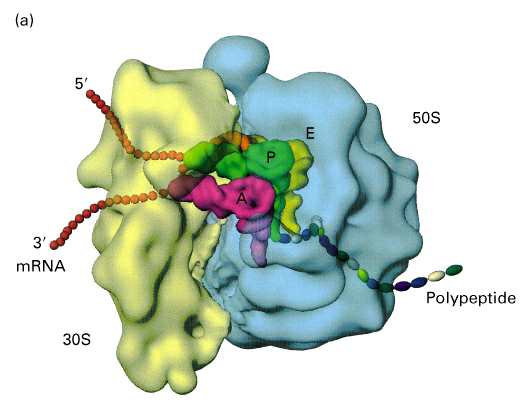 (a)
5′
50S
E
P
A
3′
mRNA
Polypeptide
30S